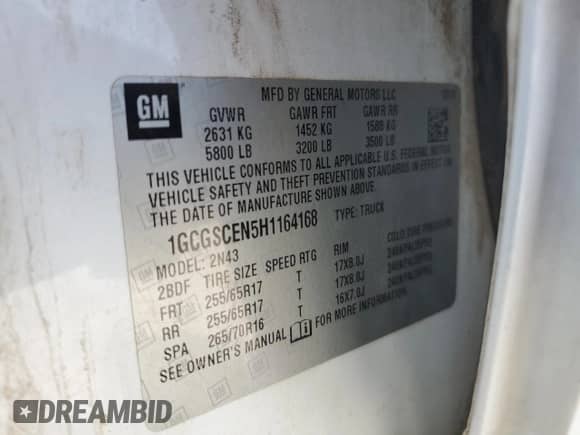 GM
MFD BY GENERAL MOTORS LLC
GVWR GAWR FRT GAWR RR
2631 KG 1452 KG 1588 KG
5800 LB 3200 LB 3500 LB
THIS VEHICLE CONFORMS TO ALL APPLICABLE U.S. FEDERAL MOTOR
VEHICLE SAFETY AND THEFT PREVENTION STANDARDS IN EFFECT ON
THE DATE OF MANUFACTURE SHOWN ABOVE.
1GCGSCEN5H1164168 TYPE: TRUCK
MODEL: 2N43
2BDF TIRE SIZE SPEED RTG RIM COLD TIRE PRESSURE
FRT 255/65R17 T 17X8.0J
RR 255/65R17 T 17X8.0J
SPA 265/70R16 T 16X7.0J
SEE OWNER'S MANUAL FOR MORE INFORMATION.
DREAMBID